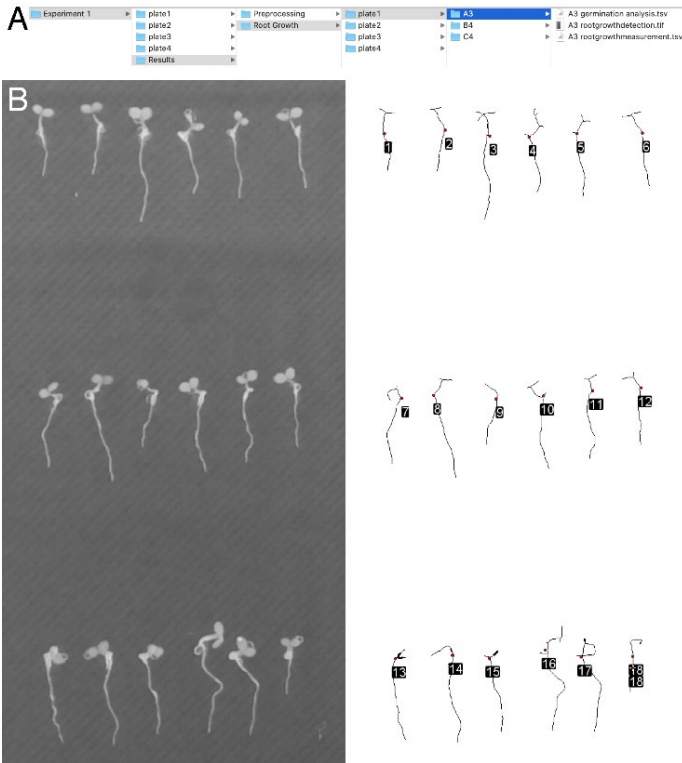 A
Experiment 1 plate1 Preprocessing plate1 A3 A3 germination analysis.tsv
plate2 Root Growth plate2 B4 A3 rootgrowthdetection.tif
plate3 plate3 C4 A3 rootgrowthmeasurement.tsv
plate4 plate4
Results
B
1 2 3 4 5 6
7 8 9 10 11 12
13 14 15 16 17 18
18